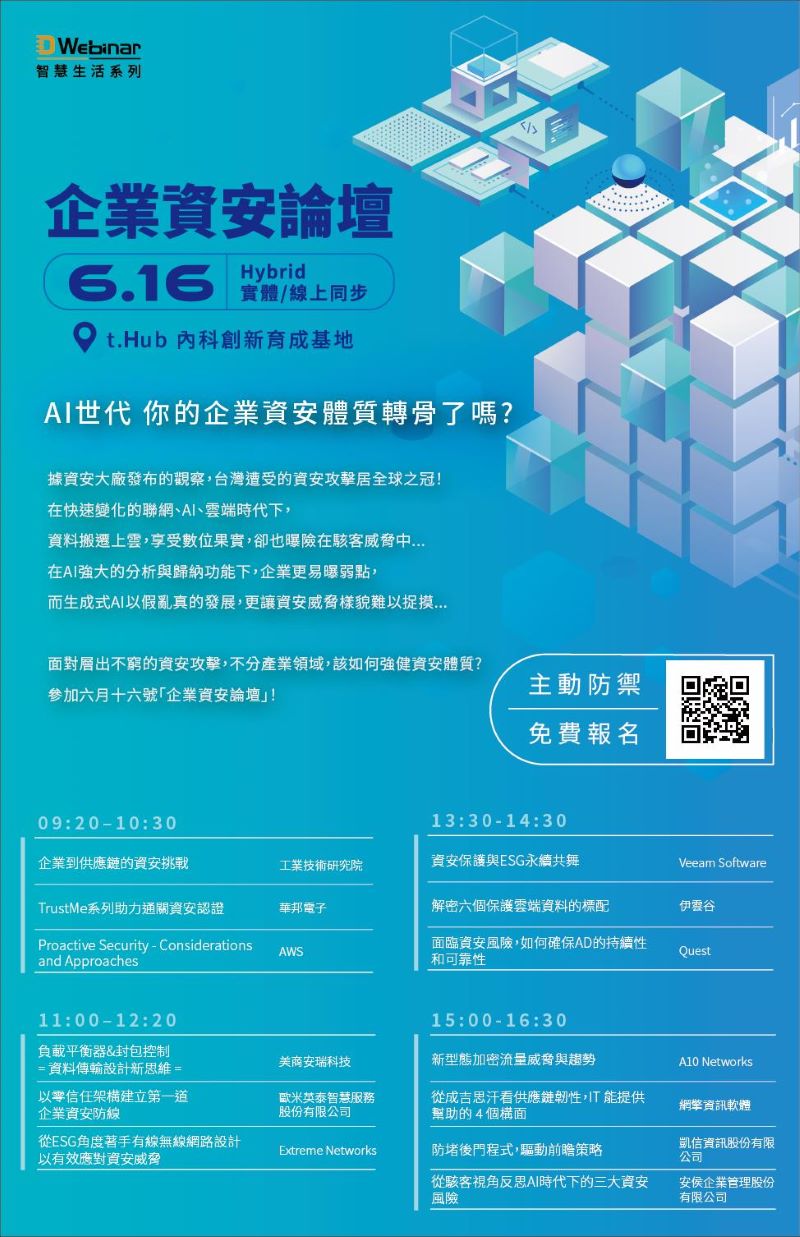 D Webinar
智慧生活系列
企業資安論壇
6.16
Hybrid
實體/線上同步
t.Hub 內科創新育成基地
AI世代 你的企業資安體質轉骨了嗎?
據資安大廠發布的觀察,台灣遭受的資安攻擊居全球之冠!
在快速變化的聯網、AI、雲端時代下,
資料搬遷上雲,享受數位果實,卻也曝險在駭客威脅中...
在AI強大的分析與歸納功能下,企業更易曝弱點,
而生成式AI以假亂真的發展,更讓資安威脅樣貌難以捉摸...
面對層出不窮的資安攻擊,不分產業領域,該如何強健資安體質?
參加六月十六號「企業資安論壇」!
主動防禦
免費報名
09:20–10:30
企業到供應鏈的資安挑戰 工業技術研究院
TrustMe系列助力通關資安認證 華邦電子
Proactive Security - Considerations
and Approaches
AWS
11:00–12:20
負載平衡器&封包控制
= 資料傳輸設計新思維 =
美商安瑞科技
以零信任架構建立第一道
企業資安防線
歐米英泰智慧服務
股份有限公司
從ESG角度著手有線無線網路設計
以有效應對資安威脅
Extreme Networks
13:30-14:30
資安保護與ESG永續共舞 Veeam Software
解密六個保護雲端資料的標配 伊雲谷
面臨資安風險,如何確保AD的持續性
和可靠性
Quest
15:00-16:30
新型態加密流量威脅與趨勢 A10 Networks
從成吉思汗看供應鏈韌性,IT 能提供
幫助的 4 個構面
網擎資訊軟體
防堵後門程式,驅動前瞻策略
凱信資訊股份有限
公司
從駭客視角反思AI時代下的三大資安
風險
安侯企業管理股份
有限公司